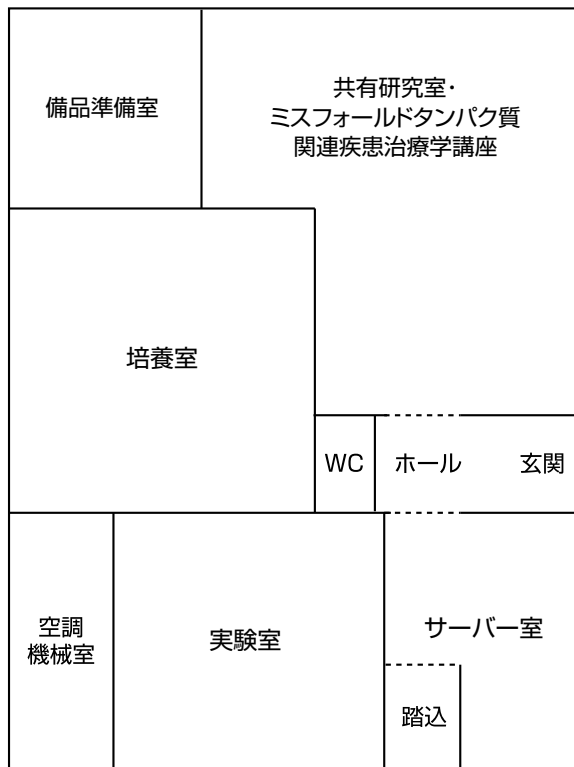 備品準備室
共有研究室・
ミスフォールドタンパク質
関連疾患治療学講座
培養室
WC
ホール
玄関
空調
機械室
実験室
サーバー室
踏込